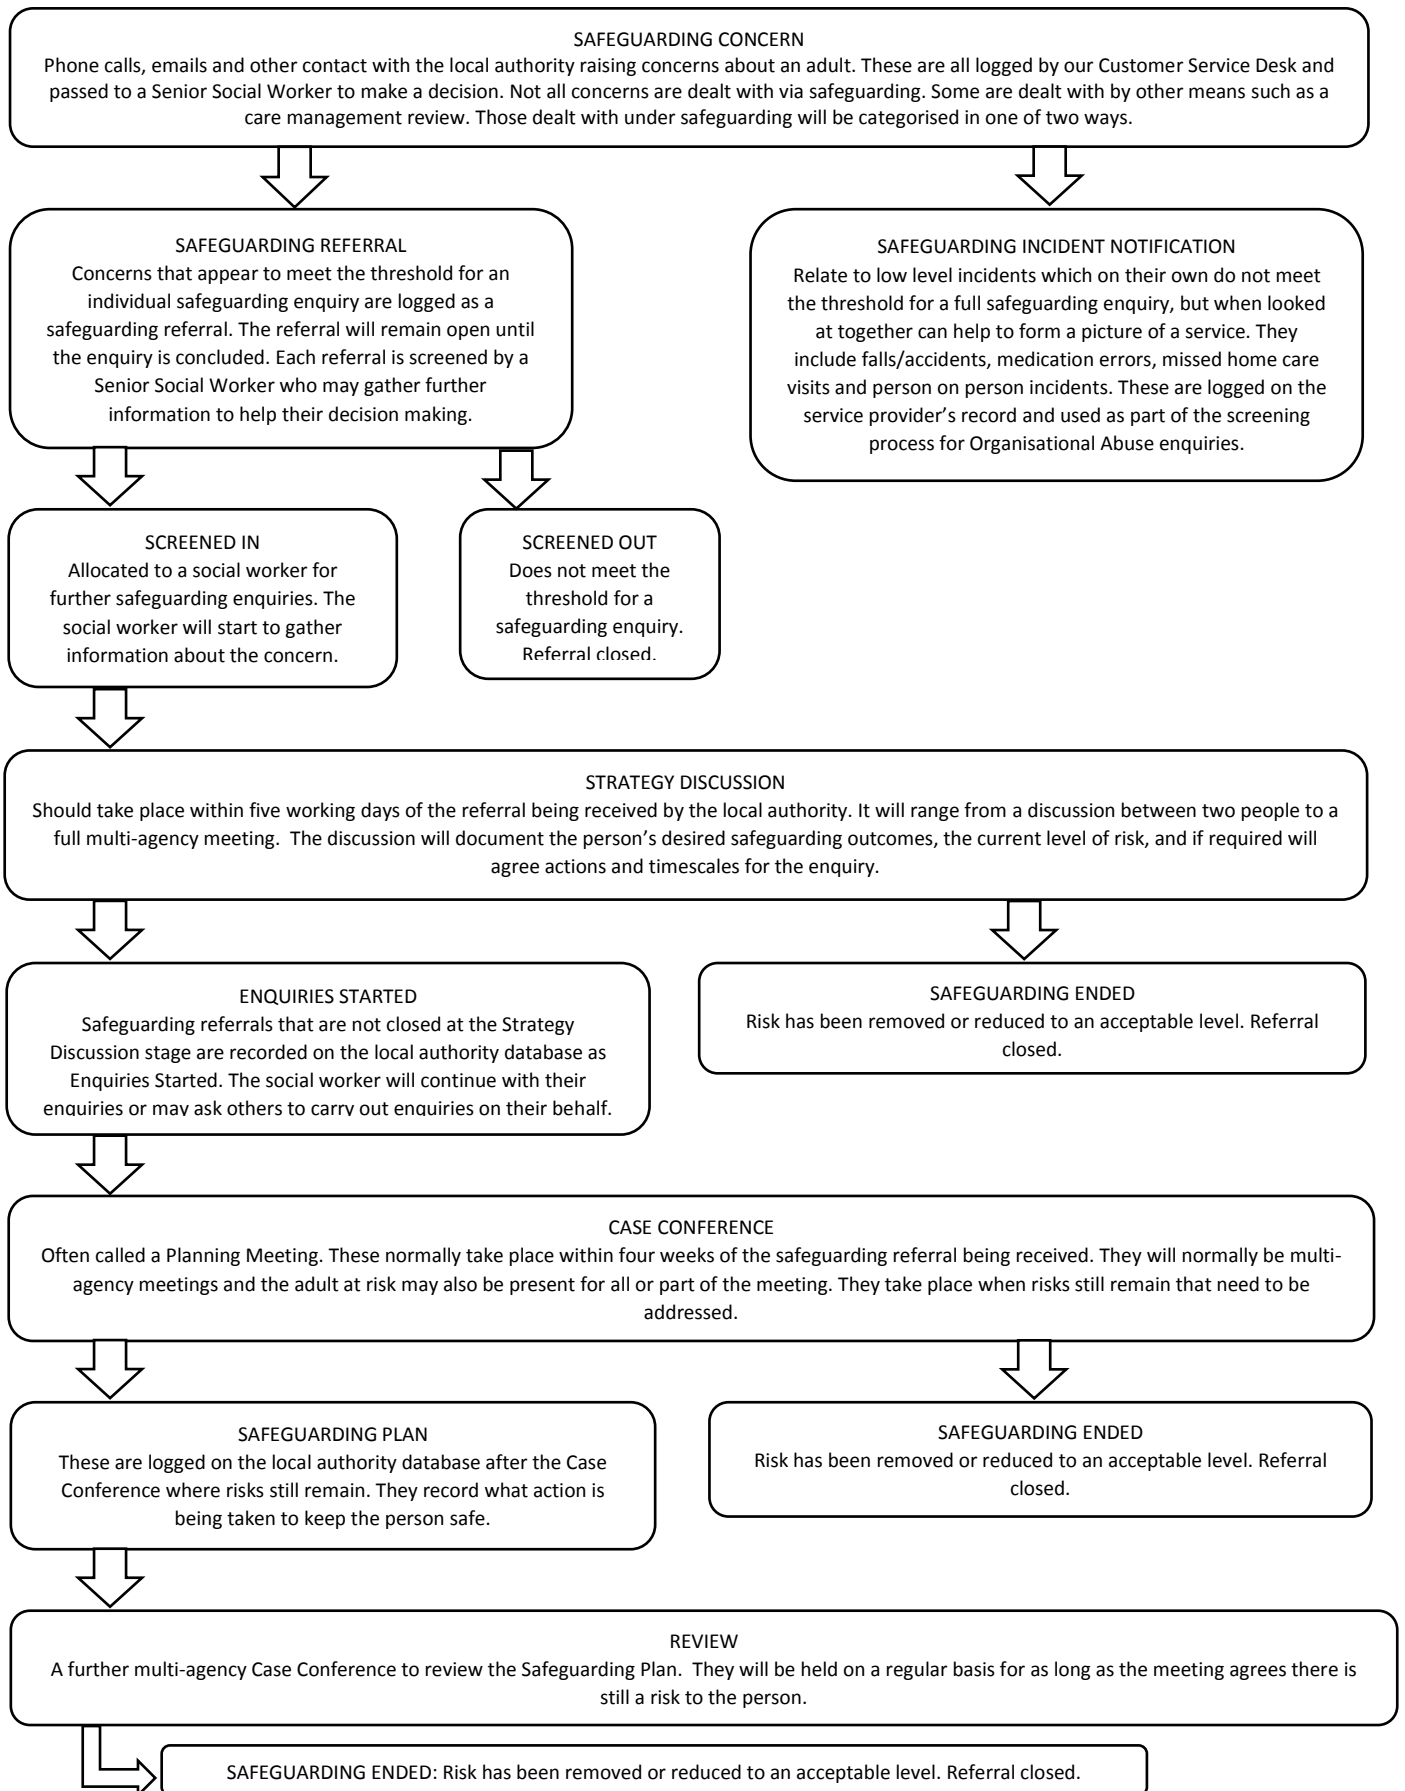 SAFEGUARDING CONCERN
Phone calls, emails and other contact with the local authority raising concerns about an adult. These are all logged by our Customer Service Desk and
passed to a Senior Social Worker to make a decision. Not all concerns are dealt with via safeguarding. Some are dealt with by other means such as a
care management review. Those dealt with under safeguarding will be categorised in one of two ways.
SAFEGUARDING REFERRAL
Concerns that appear to meet the threshold for an
individual safeguarding enquiry are logged as a
safeguarding referral. The referral will remain open until
the enquiry is concluded. Each referral is screened by a
Senior Social Worker who may gather further
information to help their decision making.
SAFEGUARDING INCIDENT NOTIFICATION
Relate to low level incidents which on their own do not meet
the threshold for a full safeguarding enquiry, but when looked
at together can help to form a picture of a service. They
include falls/accidents, medication errors, missed home care
visits and person on person incidents. These are logged on the
service provider's record and used as part of the screening
process for Organisational Abuse enquiries.
SCREENED IN
Allocated to a social worker for
further safeguarding enquiries. The
social worker will start to gather
information about the concern.
SCREENED OUT
Does not meet the
threshold for a
safeguarding enquiry.
Referral closed.
STRATEGY DISCUSSION
Should take place within five working days of the referral being received by the local authority. It will range from a discussion between two people to a
full multi-agency meeting. The discussion will document the person's desired safeguarding outcomes, the current level of risk, and if required will
agree actions and timescales for the enquiry.
ENQUIRIES STARTED
Safeguarding referrals that are not closed at the Strategy
Discussion stage are recorded on the local authority database as
Enquiries Started. The social worker will continue with their
enquiries or may ask others to carry out enquiries on their behalf.
SAFEGUARDING ENDED
Risk has been removed or reduced to an acceptable level. Referral
closed.
CASE CONFERENCE
Often called a Planning Meeting. These normally take place within four weeks of the safeguarding referral being received. They will normally be multi-
agency meetings and the adult at risk may also be present for all or part of the meeting. They take place when risks still remain that need to be
addressed.
SAFEGUARDING PLAN
These are logged on the local authority database after the Case
Conference where risks still remain. They record what action is
being taken to keep the person safe.
SAFEGUARDING ENDED
Risk has been removed or reduced to an acceptable level. Referral
closed.
REVIEW
A further multi-agency Case Conference to review the Safeguarding Plan. They will be held on a regular basis for as long as the meeting agrees there is
still a risk to the person.
SAFEGUARDING ENDED: Risk has been removed or reduced to an acceptable level. Referral closed.